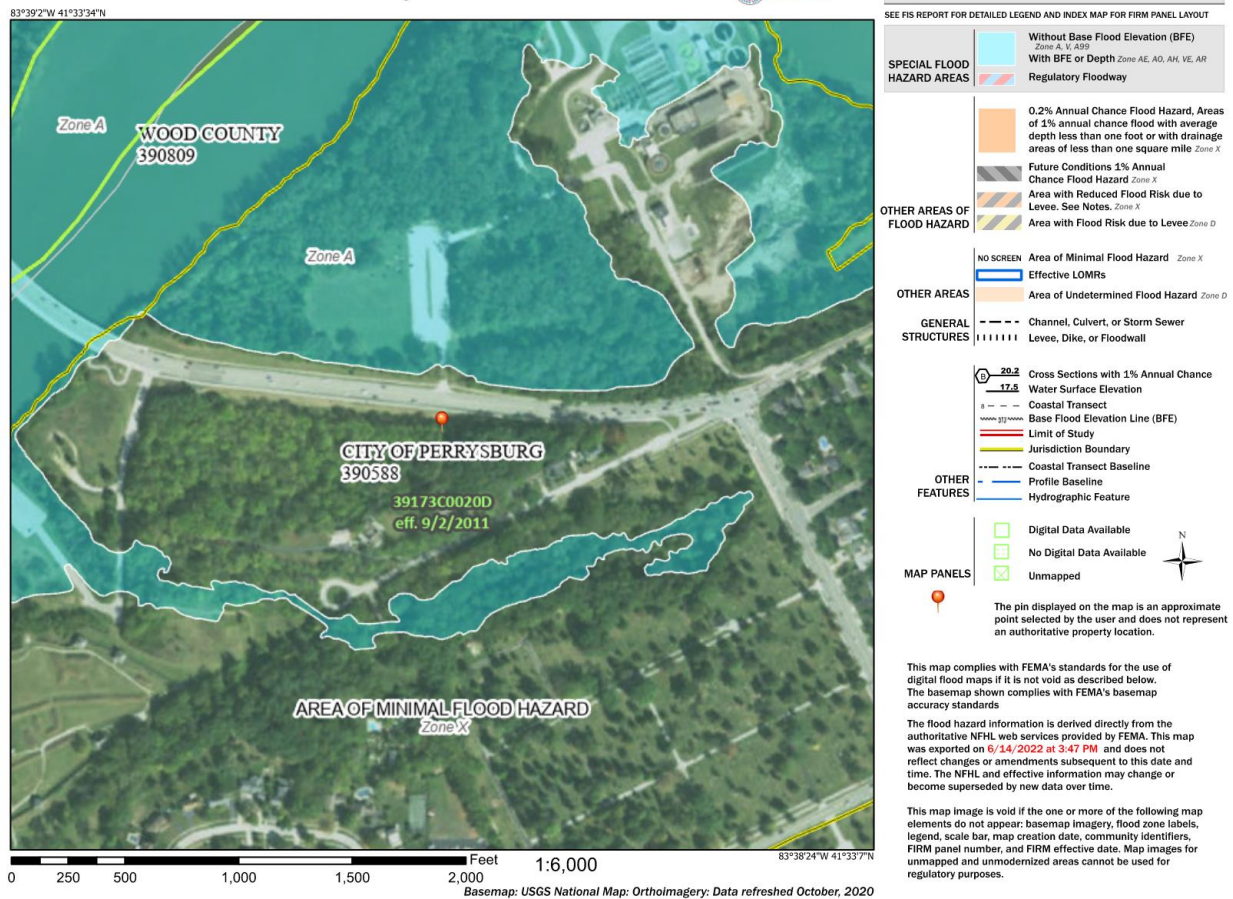 83°39'2"W 41°33'34"N
Zone A
WOOD COUNTY
390809
Zone A
CITY OF PERRYSBURG
390588
39173C0020D
eff. 9/2/2011
AREA OF MINIMAL FLOOD HAZARD
Zone X
0 250 500 1,000 1,500 2,000
Feet
1:6,000
83°38'24"W 41°33'7"N
Basemap: USGS National Map: Orthoimagery: Data refreshed October, 2020
SEE FIS REPORT FOR DETAILED LEGEND AND INDEX MAP FOR FIRM PANEL LAYOUT
SPECIAL FLOOD
HAZARD AREAS
Without Base Flood Elevation (BFE)
Zone A, V, A99
With BFE or Depth Zone AE, AO, AH, VE, AR
Regulatory Floodway
0.2% Annual Chance Flood Hazard, Areas
of 1% annual chance flood with average
depth less than one foot or with drainage
areas of less than one square mile Zone X
Future Conditions 1% Annual
Chance Flood Hazard Zone X
Area with Reduced Flood Risk due to
Levee. See Notes. Zone X
Area with Flood Risk due to Levee Zone D
OTHER AREAS OF
FLOOD HAZARD
NO SCREEN Area of Minimal Flood Hazard Zone X
Effective LOMRs
Area of Undetermined Flood Hazard Zone D
OTHER AREAS
GENERAL
STRUCTURES
Channel, Culvert, or Storm Sewer
Levee, Dike, or Floodwall
B 20.2 Cross Sections with 1% Annual Chance
17.5 Water Surface Elevation
8 Coastal Transect
513 Base Flood Elevation Line (BFE)
Limit of Study
Jurisdiction Boundary
Coastal Transect Baseline
Profile Baseline
Hydrographic Feature
OTHER
FEATURES
Digital Data Available
No Digital Data Available
Unmapped
MAP PANELS
N
The pin displayed on the map is an approximate
point selected by the user and does not represent
an authoritative property location.
This map complies with FEMA's standards for the use of
digital flood maps if it is not void as described below.
The basemap shown complies with FEMA's basemap
accuracy standards
The flood hazard information is derived directly from the
authoritative NFHL web services provided by FEMA. This map
was exported on 6/14/2022 at 3:47 PM and does not
reflect changes or amendments subsequent to this date and
time. The NFHL and effective information may change or
become superseded by new data over time.
This map image is void if the one or more of the following map
elements do not appear: basemap imagery, flood zone labels,
legend, scale bar, map creation date, community identifiers,
FIRM panel number, and FIRM effective date. Map images for
unmapped and unmodernized areas cannot be used for
regulatory purposes.